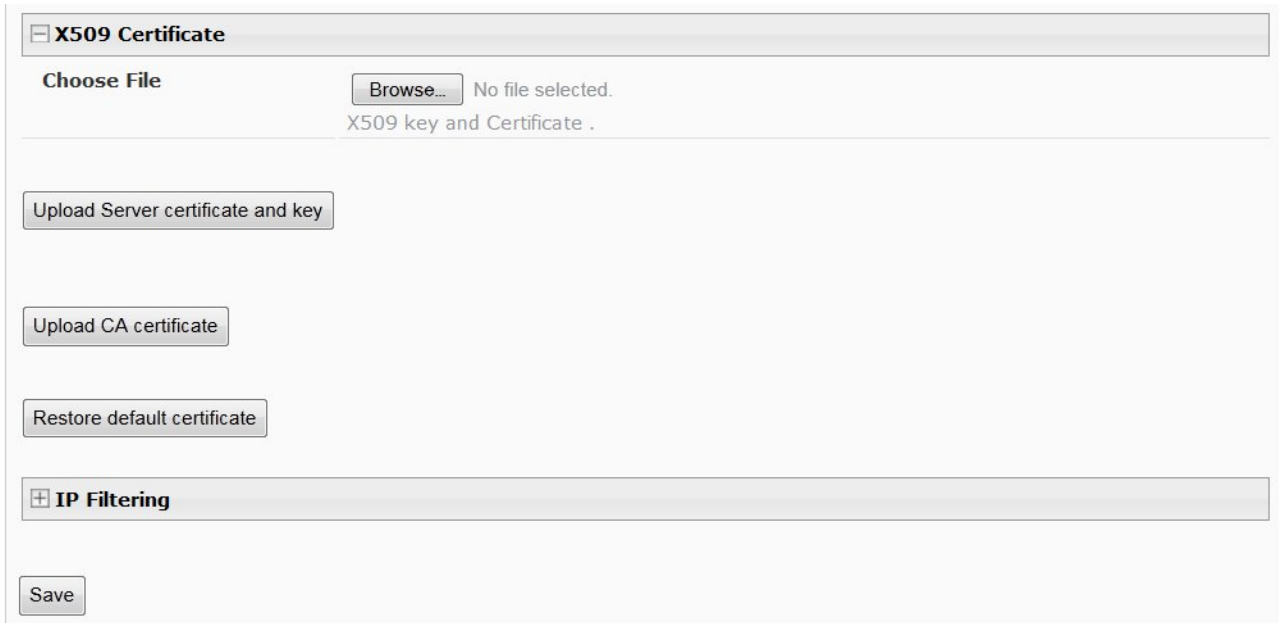 X509 Certificate
Choose File
Browse... No file selected.
X509 key and Certificate .
Upload Server certificate and key
Upload CA certificate
Restore default certificate
IP Filtering
Save